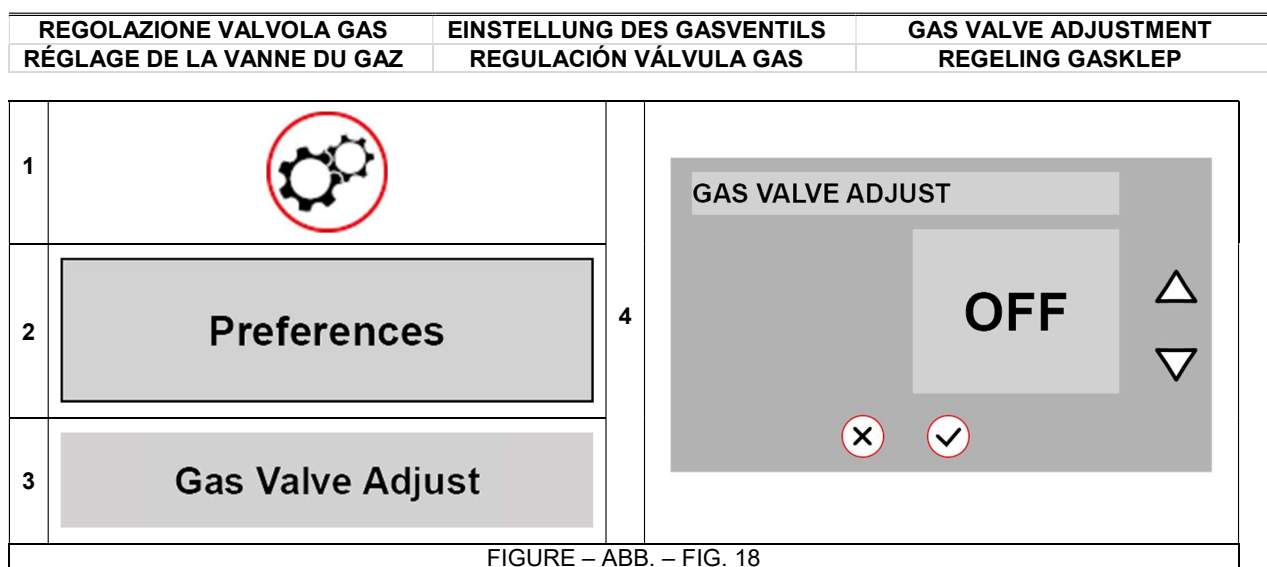 REGOLAZIONE VALVOLA GAS
EINSTELLUNG DES GASVENTILS
GAS VALVE ADJUSTMENT
RÉGLAGE DE LA VANNE DU GAZ
REGULACIÓN VÁLVULA GAS
REGELING GASKLEP
1
2
Preferences
3
Gas Valve Adjust
4
GAS VALVE ADJUST
OFF
FIGURE – ABB. – FIG. 18